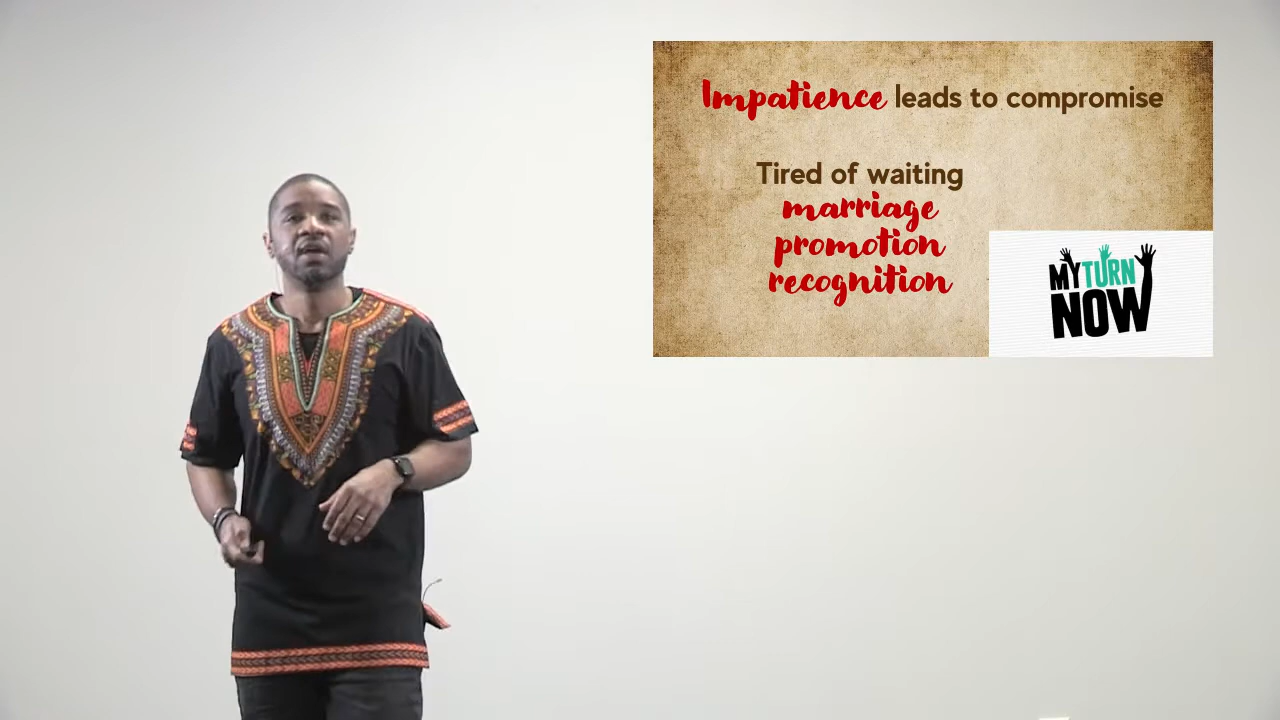 Impatience leads to compromise
Tired of waiting
marriage
promotion
recognition
MY TURN
NOW